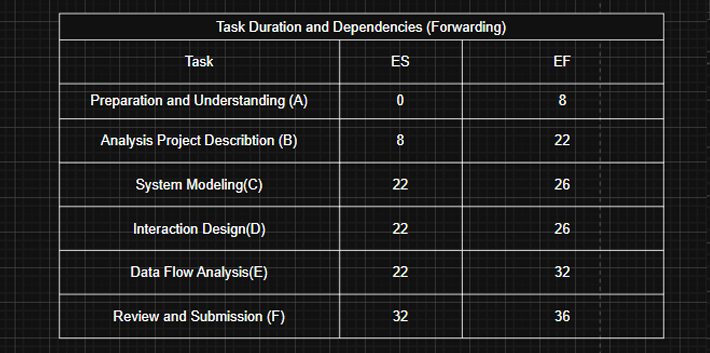 Task Duration and Dependencies (Forwarding)
Task ES EF
Preparation and Understanding (A) 0 8
Analysis Project Describtion (B) 8 22
System Modeling(C) 22 26
Interaction Design(D) 22 26
Data Flow Analysis(E) 22 32
Review and Submission (F) 32 36